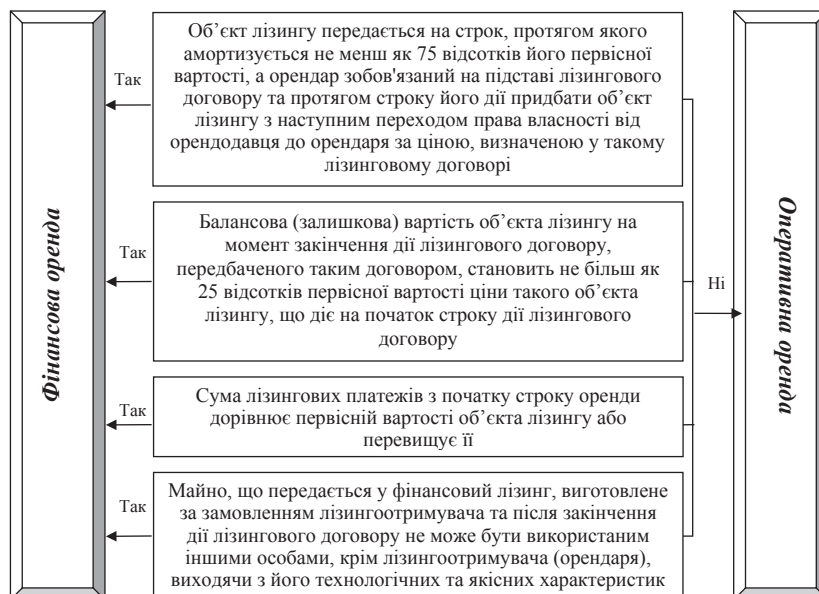 Об’єкт лізингу передається на строк, протягом якого
амортизується не менш як 75 відсотків його первісної
вартості, а орендар зобов'язаний на підставі лізингового
договору та протягом строку його дії придбати об’єкт
лізингу з наступним переходом права власності від
орендодавця до орендаря за ціною, визначеною у такому
лізинговому договорі
Так
Балансова (залишкова) вартість об’єкта лізингу на
момент закінчення дії лізингового договору,
передбаченого таким договором, становить не більш як
25 відсотків первісної вартості ціни такого об’єкта
лізингу, що діє на початок строку дії лізингового
договору
Так
Ні
Фінансова оренда
Оперативна оренда
Сума лізингових платежів з початку строку оренди
дорівнює первісній вартості об’єкта лізингу або
перевищує її
Так
Майно, що передається у фінансовий лізинг, виготовлене
за замовленням лізингоотримувача та після закінчення
дії лізингового договору не може бути використаним
іншими особами, крім лізингоотримувача (орендаря),
виходячи з його технологічних та якісних характеристик
Так